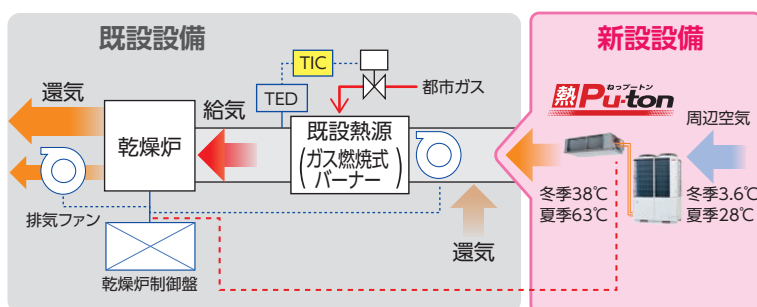 既設設備
新設設備
TIC
TED
都市ガス
還気
給気
乾燥炉
既設熱源
(ガス燃焼式
バーナー)
ねっプートン
熱Pu-ton
周辺空気
冬季38℃
夏季63℃
冬季3.6℃
夏季28℃
排気ファン
還気
乾燥炉制御盤